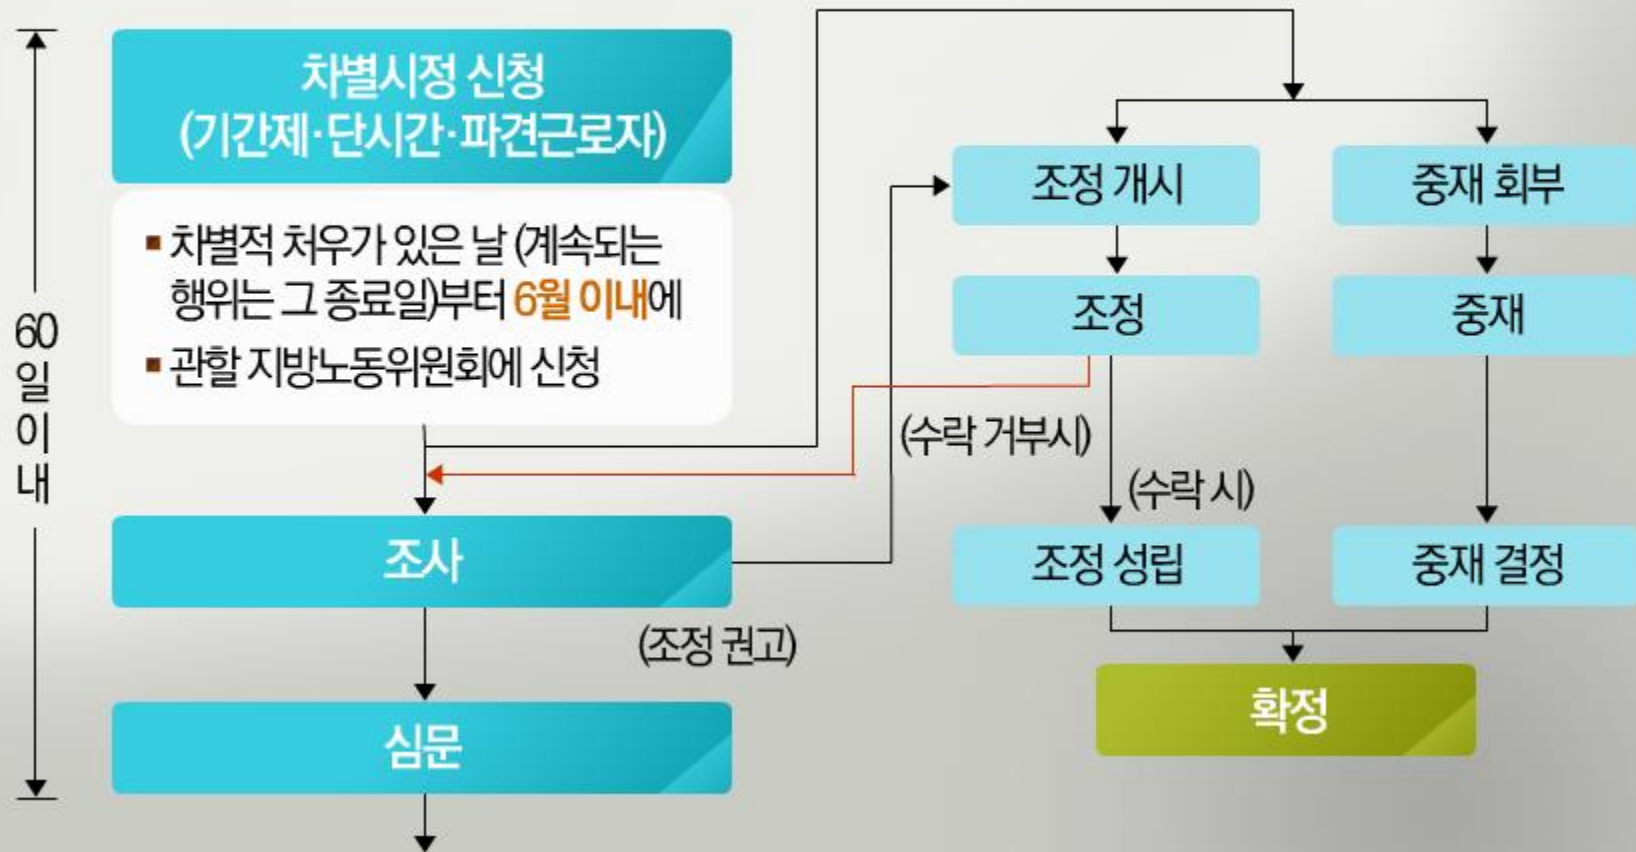 60일이내
차별시정 신청
(기간제·단시간·파견근로자)
▪ 차별적 처우가 있은 날 (계속되는
행위는 그 종료일)부터 6월 이내에
▪ 관할 지방노동위원회에 신청
조사
(조정 권고)
심문
조정 개시
중재 회부
조정
중재
(수락 거부시)
(수락 시)
조정 성립
중재 결정
확정